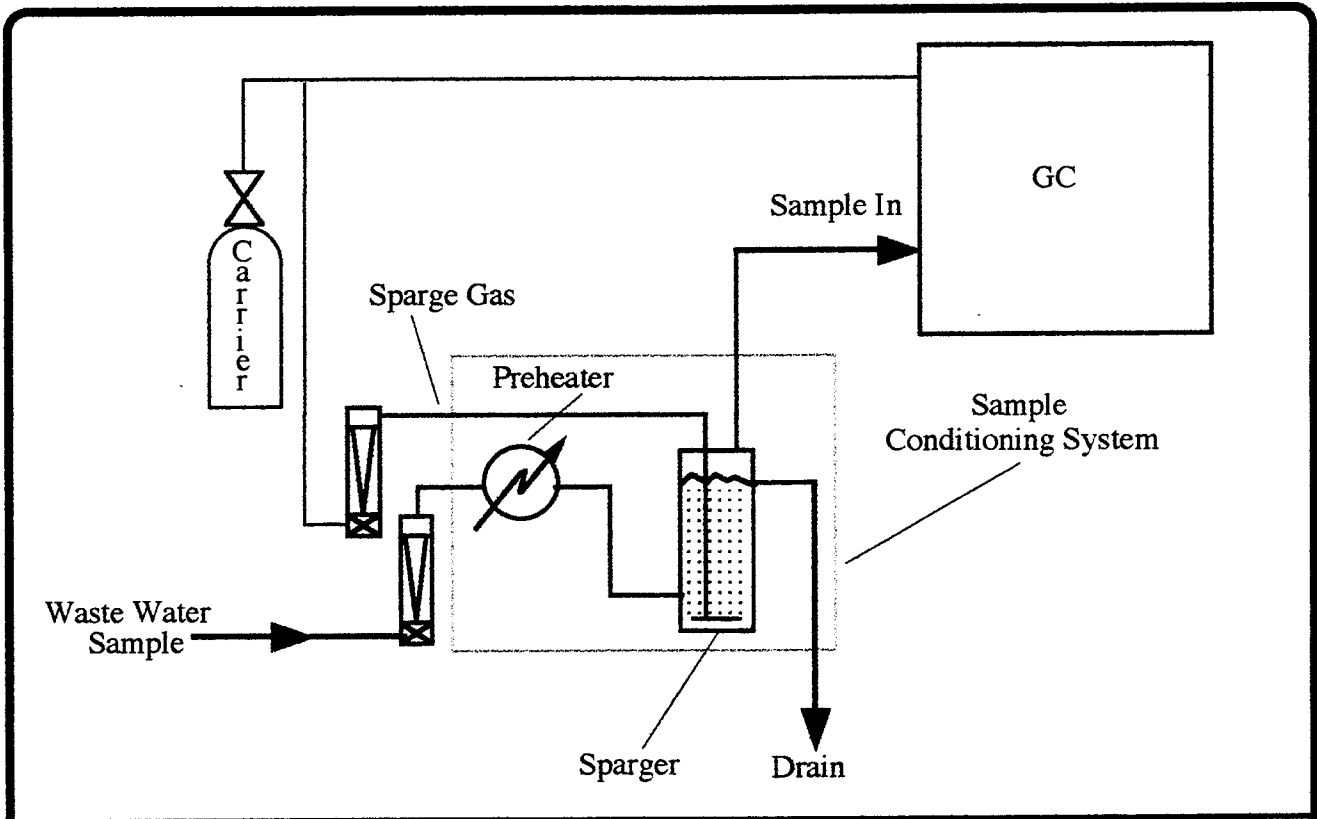 GC
Sample In
Carrier
Sparge Gas
Preheater
Sample
Conditioning System
Waste Water
Sample
Sparger
Drain